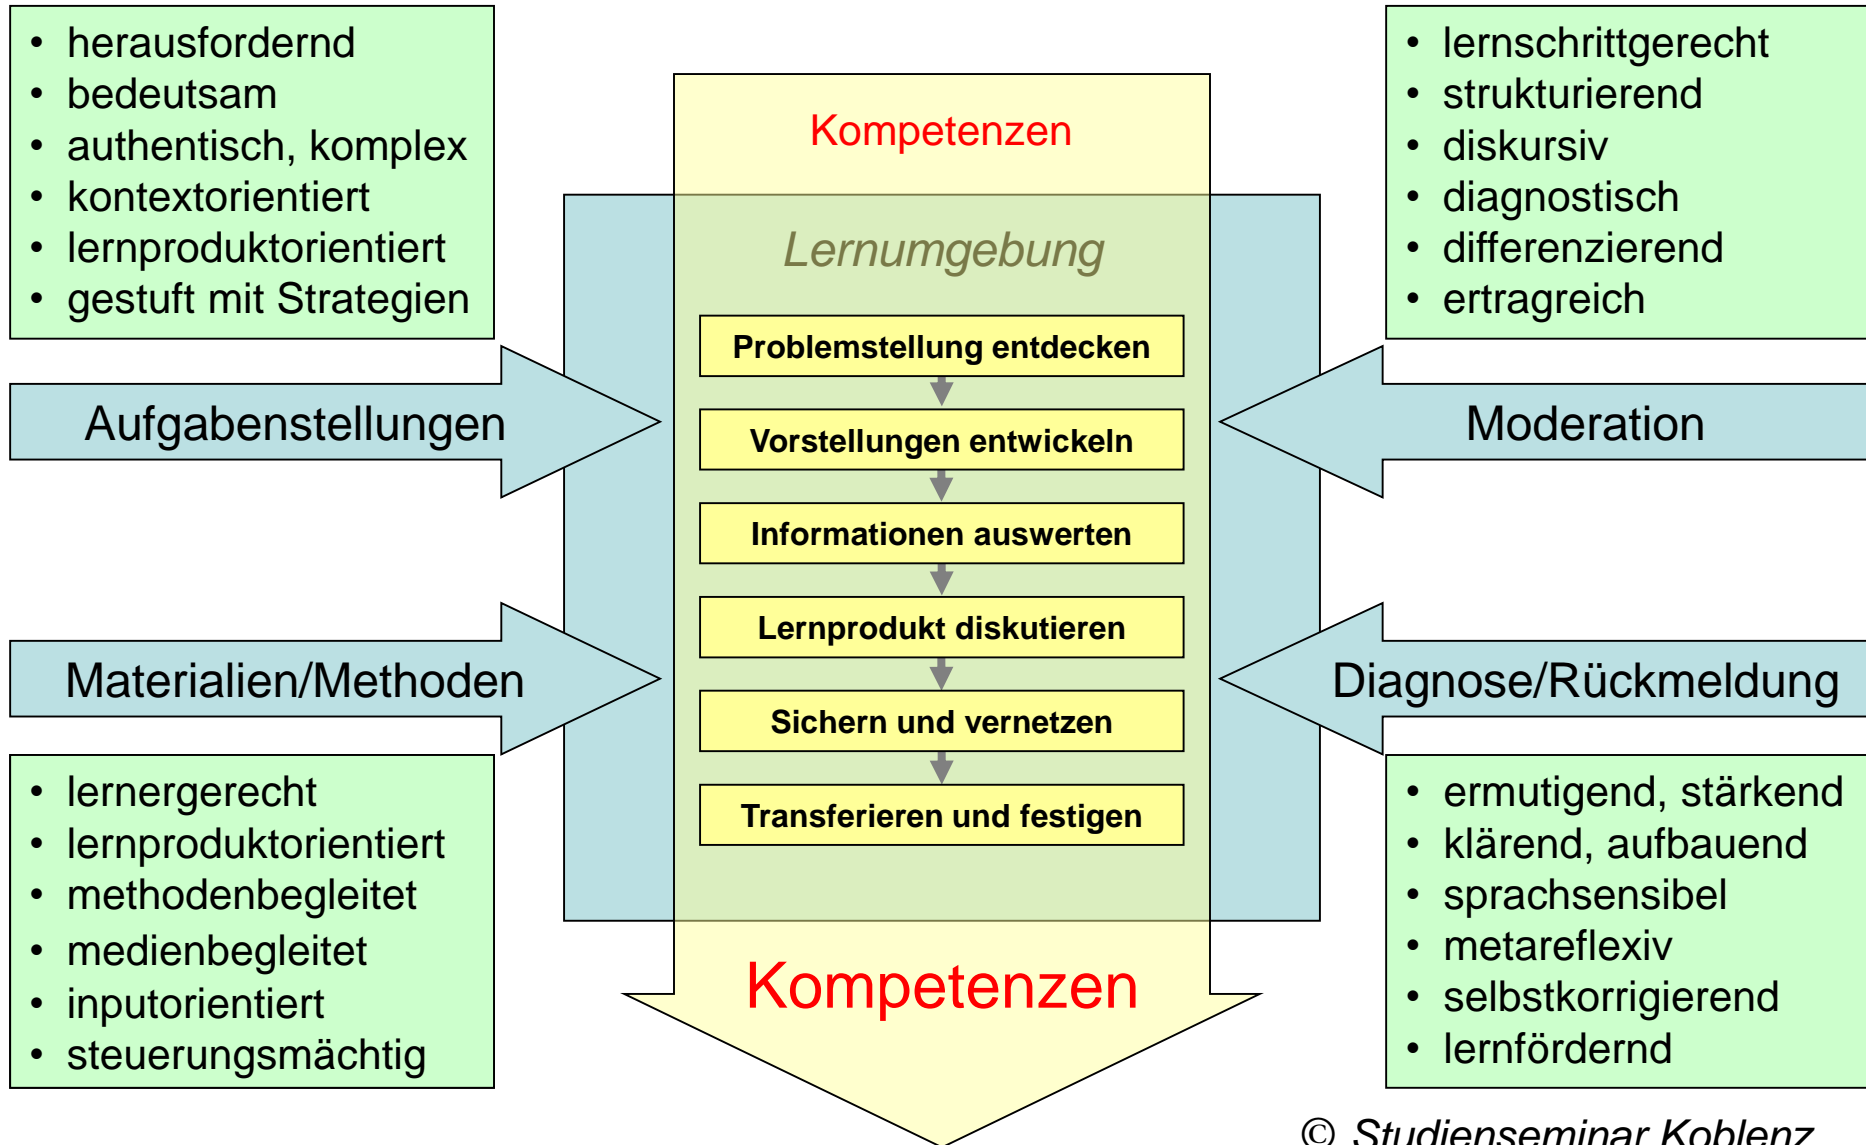 • herausfordernd
• bedeutsam
• authentisch, komplex
• kontextorientiert
• lernproduktorientiert
• gestuft mit Strategien
Aufgabenstellungen
Materialien/Methoden
• lernergerecht
• lernproduktorientiert
• methodenbegleitet
• medienbegleitet
• inputorientiert
• steuerungsmächtig
Kompetenzen
Lernumgebung
Problemstellung entdecken
Vorstellungen entwickeln
Informationen auswerten
Lernprodukt diskutieren
Sichern und vernetzen
Transferieren und festigen
Kompetenzen
• lernschrittgerecht
• strukturierend
• diskursiv
• diagnostisch
• differenzierend
• ertragreich
Moderation
Diagnose/Rückmeldung
• ermutigend, stärkend
• klärend, aufbauend
• sprachsensibel
• metareflexiv
• selbstkorrigierend
• lernfördernd
© Studienseminar Koblenz